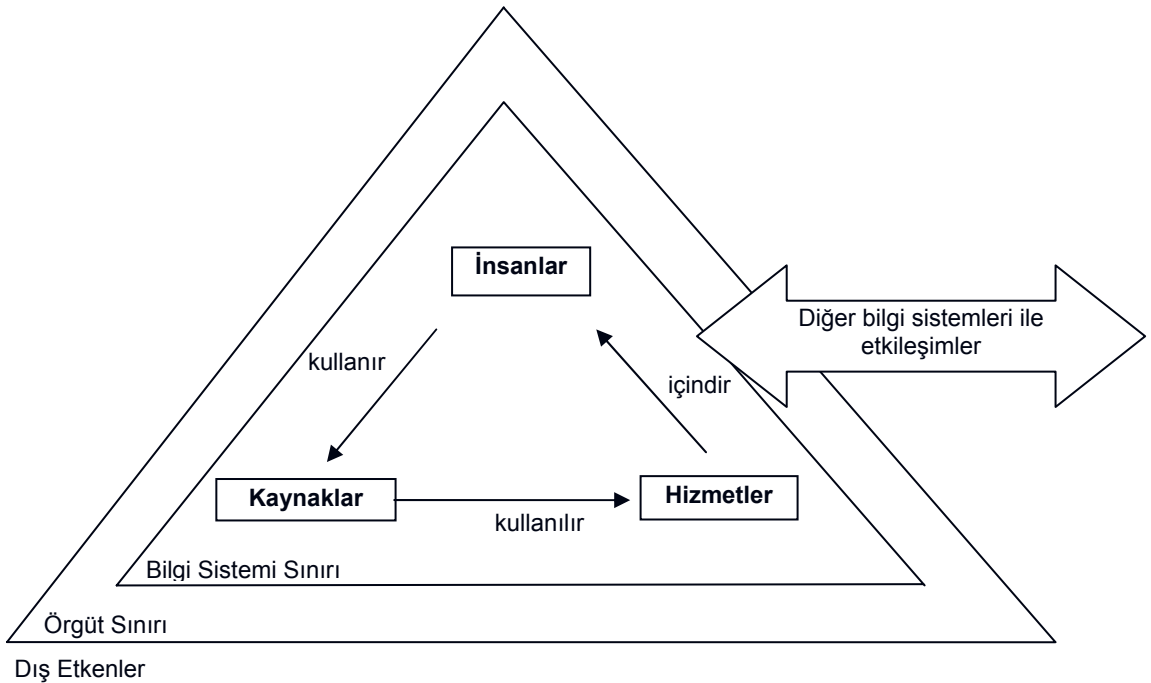 İnsanlar
Diğer bilgi sistemleri ile
etkileşimler
kullanır
içindir
Kaynaklar
Hizmetler
kullanılır
Bilgi Sistemi Sınırı
Örgüt Sınırı
Dış Etkenler